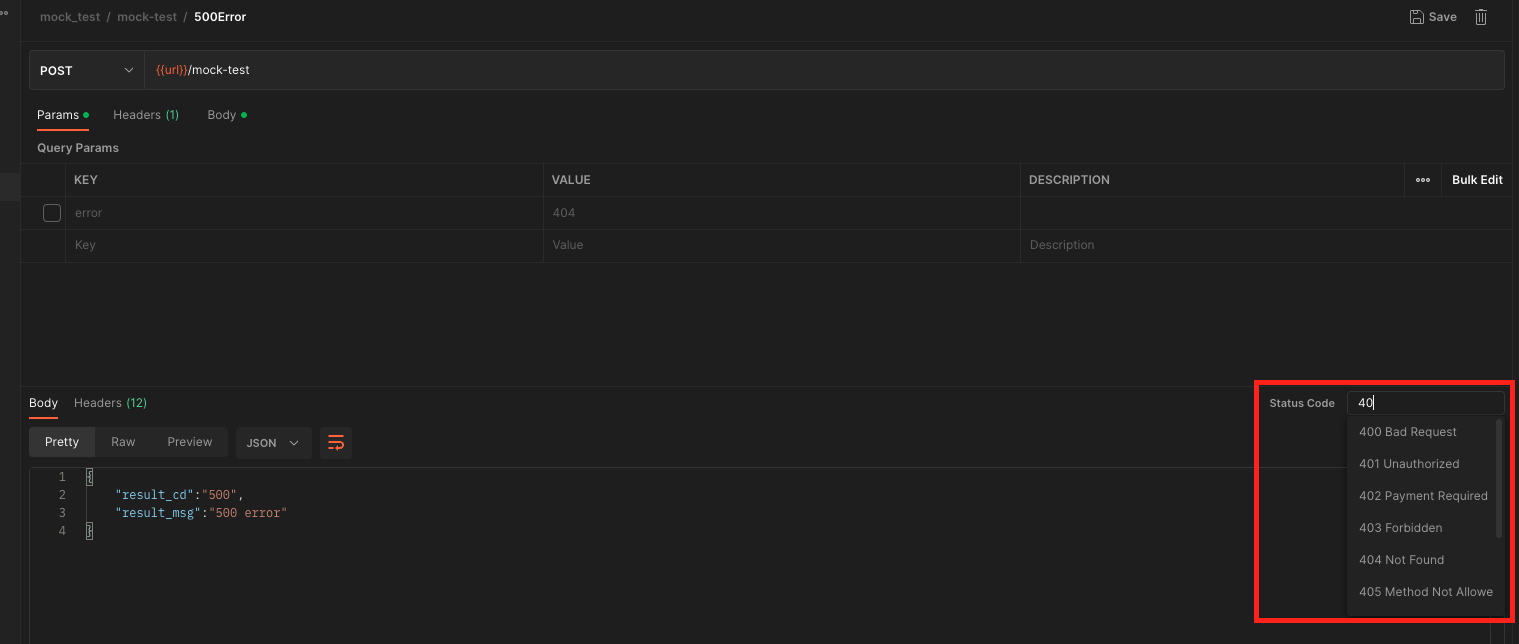 mock_test / mock-test / 500Error
Save
POST
{{url}}/mock-test
Params Headers (1) Body
Query Params
KEY VALUE DESCRIPTION ooo Bulk Edit
error 404
Key Value Description
Body Headers (12)
Status Code 40
Pretty Raw Preview JSON
400 Bad Request
401 Unauthorized
402 Payment Required
403 Forbidden
404 Not Found
405 Method Not Allowe
1 {
2 "result_cd":"500",
3 "result_msg":"500 error"
4 }